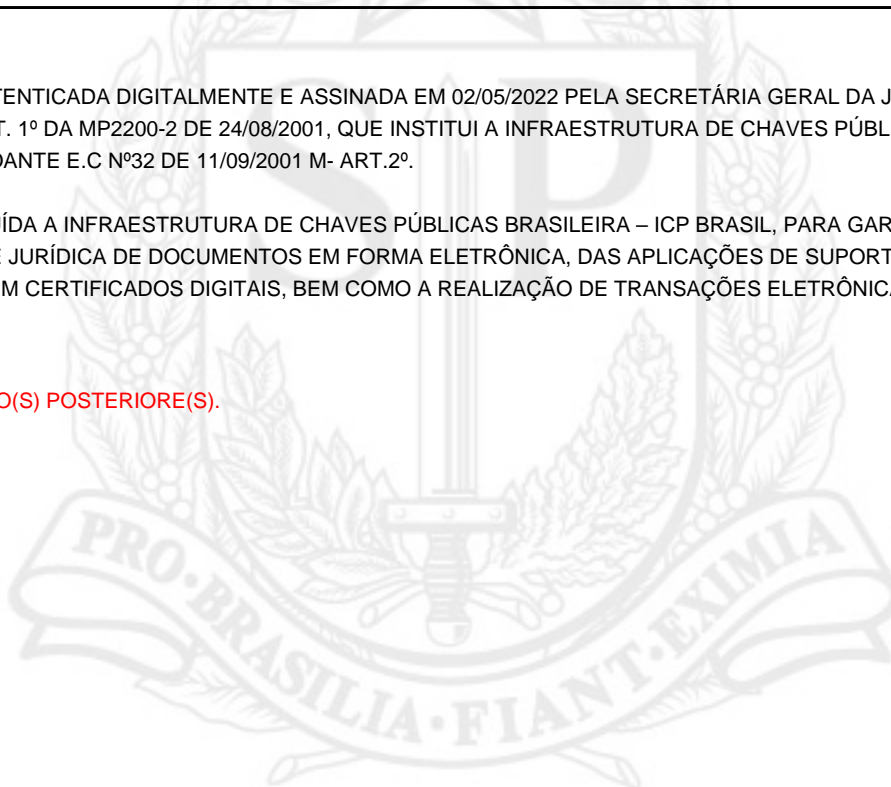 TENTICADA DIGITALMENTE E ASSINADA EM 02/05/2022 PELA SECRETÁRIA GERAL DA J
T. 1º DA MP2200-2 DE 24/08/2001, QUE INSTITUI A INFRAESTRUTURA DE CHAVES PÚBL
DANTE E.C Nº32 DE 11/09/2001 M- ART.2º.
UÍDA A INFRAESTRUTURA DE CHAVES PÚBLICAS BRASILEIRA – ICP BRASIL, PARA GAR
E JURÍDICA DE DOCUMENTOS EM FORMA ELETRÔNICA, DAS APLICAÇÕES DE SUPORT
M CERTIFICADOS DIGITAIS, BEM COMO A REALIZAÇÃO DE TRANSAÇÕES ELETRÔNICA
O(S) POSTERIORE(S).
SP
PRO·BRASILIA·FIANT·EXIMIA